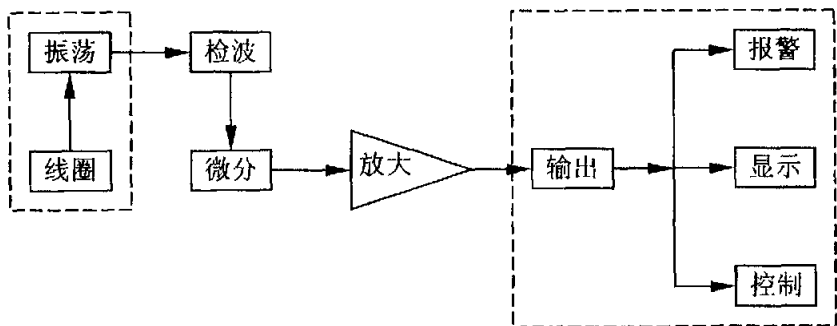 振荡
检波
报警
线圈
微分
放大
输出
显示
控制